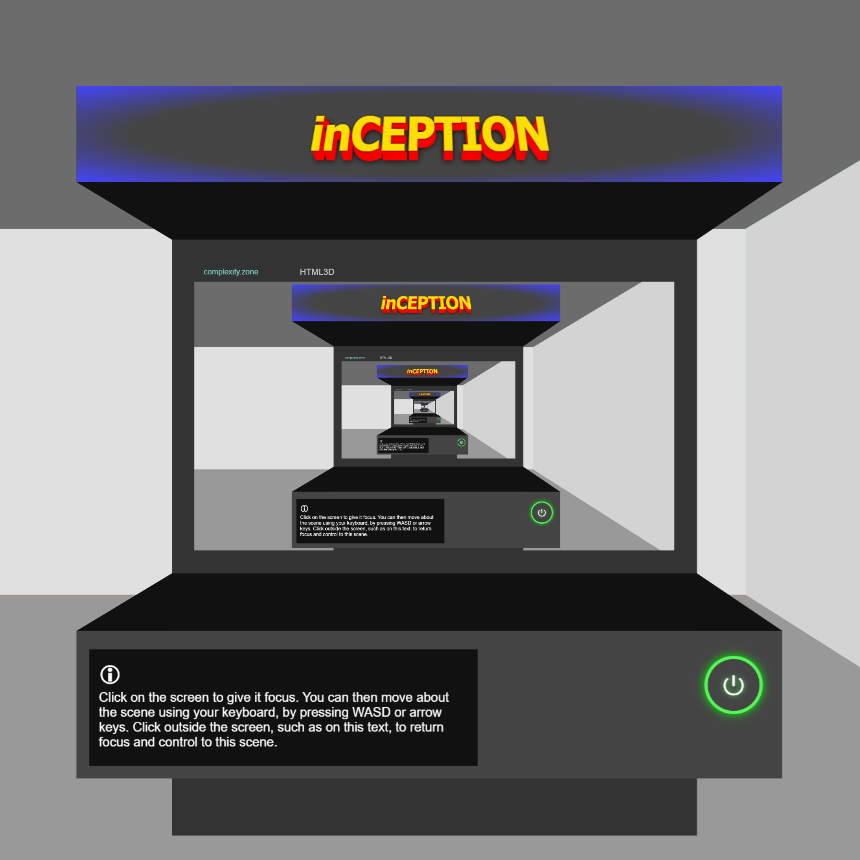 inCEPTION
complexity.zone HTML3D
inCEPTION
inCEPTION
Click on the screen to give it focus. You can then move about
the scene using your keyboard, by pressing WASD or arrow
keys. Click outside the screen, such as on this text, to return
focus and control to this scene.
Click on the screen to give it focus. You can then move about
the scene using your keyboard, by pressing WASD or arrow
keys. Click outside the screen, such as on this text, to return
focus and control to this scene.